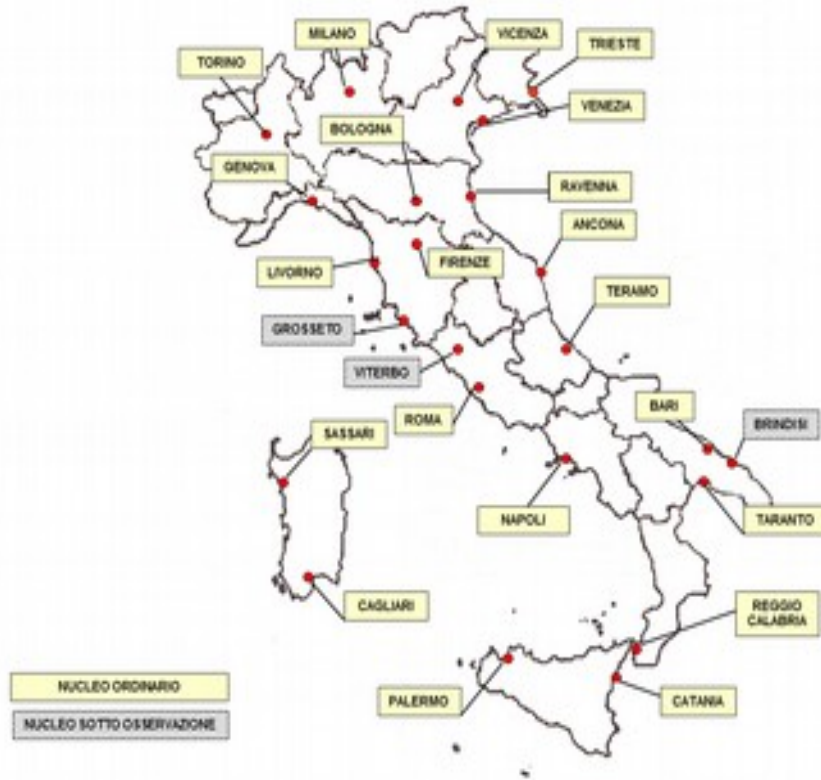 MILANO
VICENZA
TRIESTE
TORINO
VENEZIA
BOLOGNA
GENOVA
RAVENNA
ANCONA
LIVORNO
FIRENZE
TERAMO
GROSSETO
VITERBO
ROMA
BARI
BRINDISI
SASSARI
NAPOLI
TARANTO
CAGLIARI
REGGIO
CALABRIA
PALERMO
CATANIA
NUCLEO ORDINARIO
NUCLEO SOTTO OSSERVAZIONE